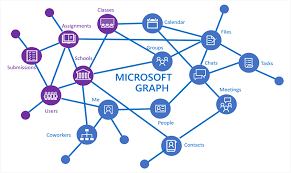 Classes
Calendar
Assignments
Files
Groups
Submissions
Schools
Chats
Tasks
MICROSOFT
GRAPH
Meetings
Users
Me
People
Coworkers
Contacts